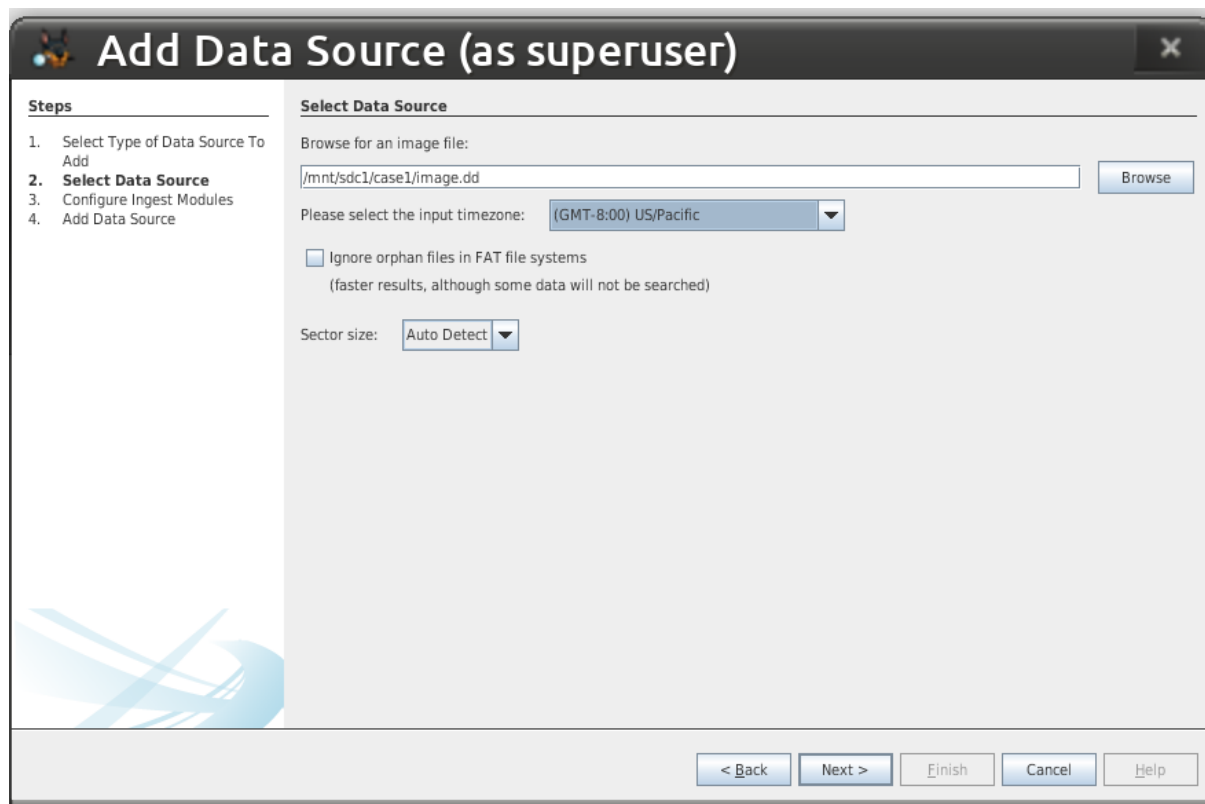 Add Data Source (as superuser)
Steps
1. Select Type of Data Source To
Add
2. Select Data Source
3. Configure Ingest Modules
4. Add Data Source
Select Data Source
Browse for an image file:
/mnt/sdc1/case1/image.dd
Browse
Please select the input timezone: (GMT-8:00) US/Pacific
Ignore orphan files in FAT file systems
(faster results, although some data will not be searched)
Sector size: Auto Detect
< Back Next > Finish Cancel Help